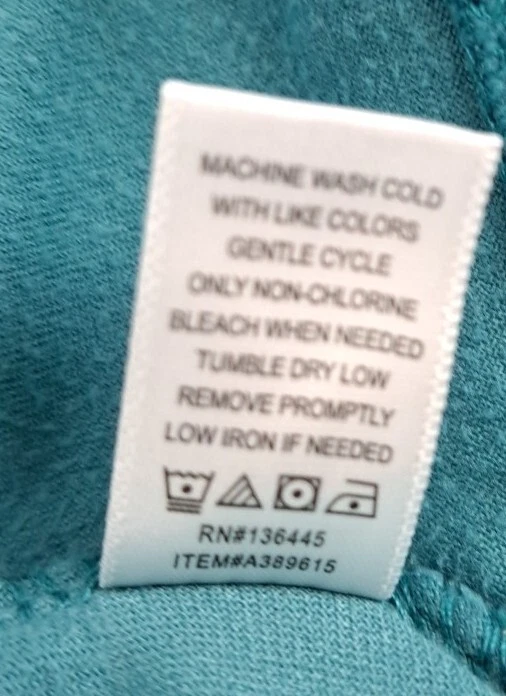 MACHINE WASH COLD
WITH LIKE COLORS
GENTLE CYCLE
ONLY NON-CHLORINE
BLEACH WHEN NEEDED
TUMBLE DRY LOW
REMOVE PROMPTLY
LOW IRON IF NEEDED
RN#136445
ITEM#A389615